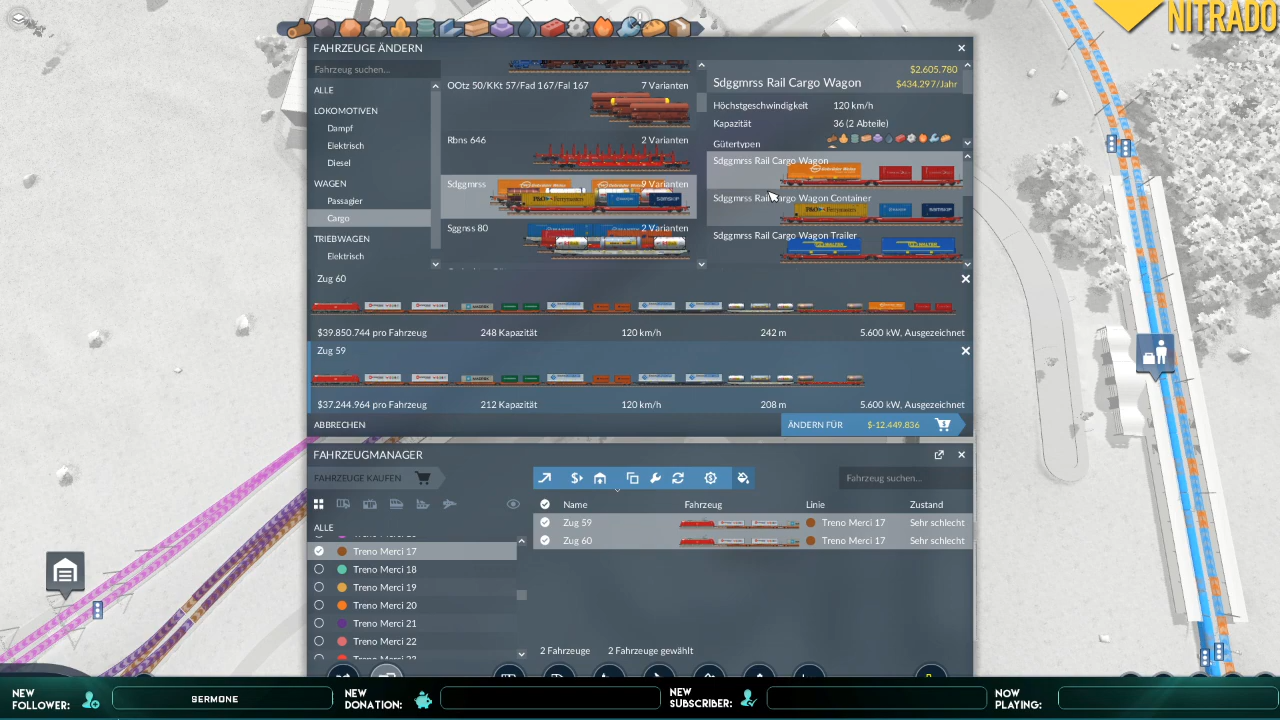 NITRADO
FAHRZEUGE ÄNDERN
Fahrzeug suchen...
ALLE
LOKOMOTIVEN
Dampf
Elektrisch
Diesel
WAGEN
Passagier
Cargo
TRIEBWAGEN
Elektrisch
OOtz 50/KKt 57/Fad 167/Fal 167 7 Varianten
Rbns 646 2 Varianten
Sdggmrss 9 Varianten
Sggnss 80 2 Varianten
$2.605.780
Sdggmrss Rail Cargo Wagon $434.297/Jahr
Höchstgeschwindigkeit 120 km/h
Kapazität 36 (2 Abteile)
Gütertypen
Sdggmrss Rail Cargo Wagon
Sdggmrss Rail Cargo Wagon Container
Sdggmrss Rail Cargo Wagon Trailer
Zug 60
$39.850.744 pro Fahrzeug 248 Kapazität 120 km/h 242 m 5.600 kW, Ausgezeichnet
Zug 59
$37.244.964 pro Fahrzeug 212 Kapazität 120 km/h 208 m 5.600 kW, Ausgezeichnet
ABBRECHEN
ÄNDERN FÜR $-12.449.836
FAHRZEUGMANAGER
FAHRZEUGE KAUFEN
Fahrzeug suchen...
ALLE
Treno Merci 17
Treno Merci 18
Treno Merci 19
Treno Merci 20
Treno Merci 21
Treno Merci 22
Name Fahrzeug Linie Zustand
Zug 59 Treno Merci 17 Sehr schlecht
Zug 60 Treno Merci 17 Sehr schlecht
2 Fahrzeuge 2 Fahrzeuge gewählt
NEW FOLLOWER:
SERMONE
NEW DONATION:
NEW SUBSCRIBER:
NOW PLAYING: